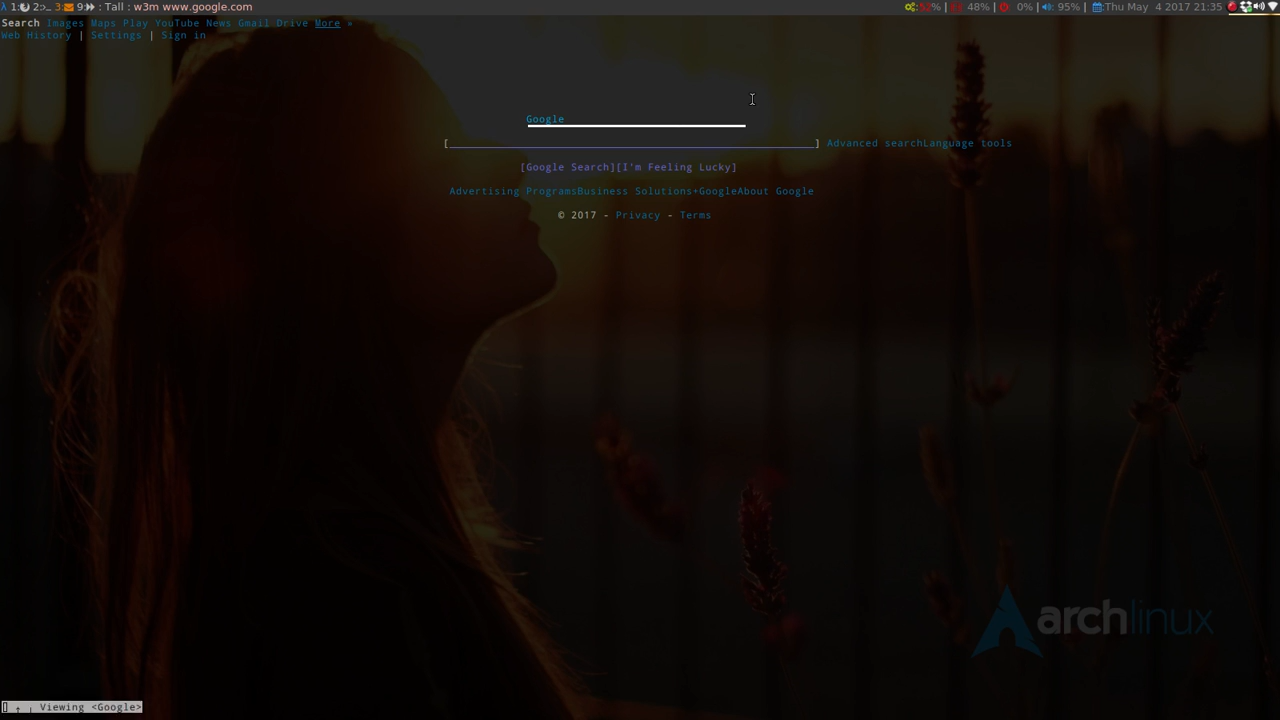 λ 1: 2: 3: 9: : Tall : w3m www.google.com 52% | 48% | 0% | 95% | :Thu May 4 2017 21:35
Search Images Maps Play YouTube News Gmail Drive More »
Web History | Settings | Sign in
Google
[ ] Advanced searchLanguage tools
[Google Search][I'm Feeling Lucky]
Advertising ProgramsBusiness Solutions+GoogleAbout Google
© 2017 - Privacy - Terms
archlinux
↑ ↓ Viewing <Google>